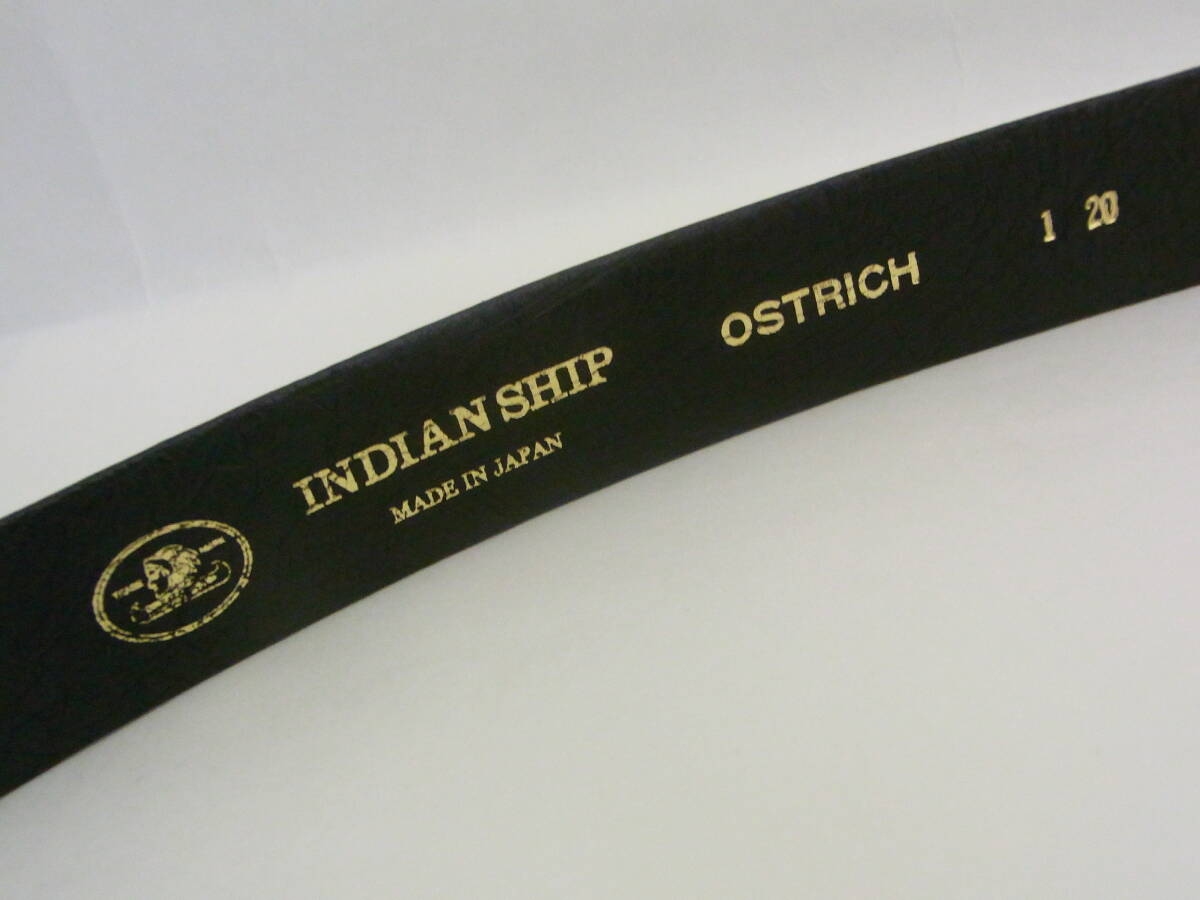 INDIAN SHIP
MADE IN JAPAN
OSTRICH
1 20